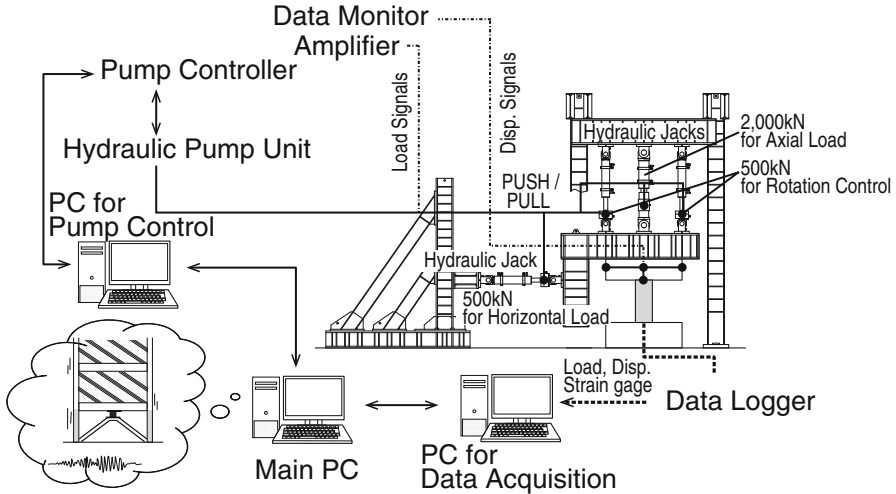 Data Monitor
Amplifier
Pump Controller
Hydraulic Pump Unit
PC for
Pump Control
Load Signals
Disp. Signals
Hydraulic Jacks
2,000kN
for Axial Load
500kN
for Rotation Control
PUSH /
PULL
Hydraulic Jack
500kN
for Horizontal Load
Load, Disp.
Strain gage
Data Logger
Main PC
PC for
Data Acquisition